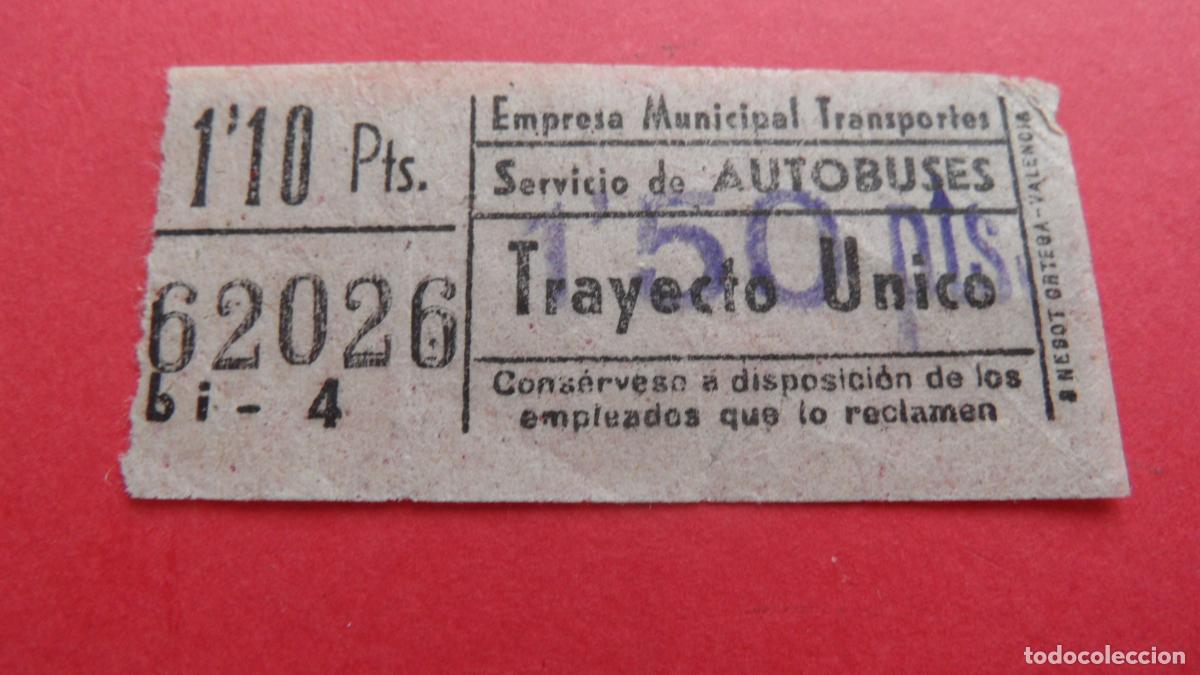 1'10 Pts.
62026
bi - 4
Empresa Municipal Transportes
Servicio de AUTOBUSES
1'50 pts.
Trayecto Unico
Consérvese a disposición de los
empleados que lo reclamen
ORTEGA-VALENCIA
todocoleccion